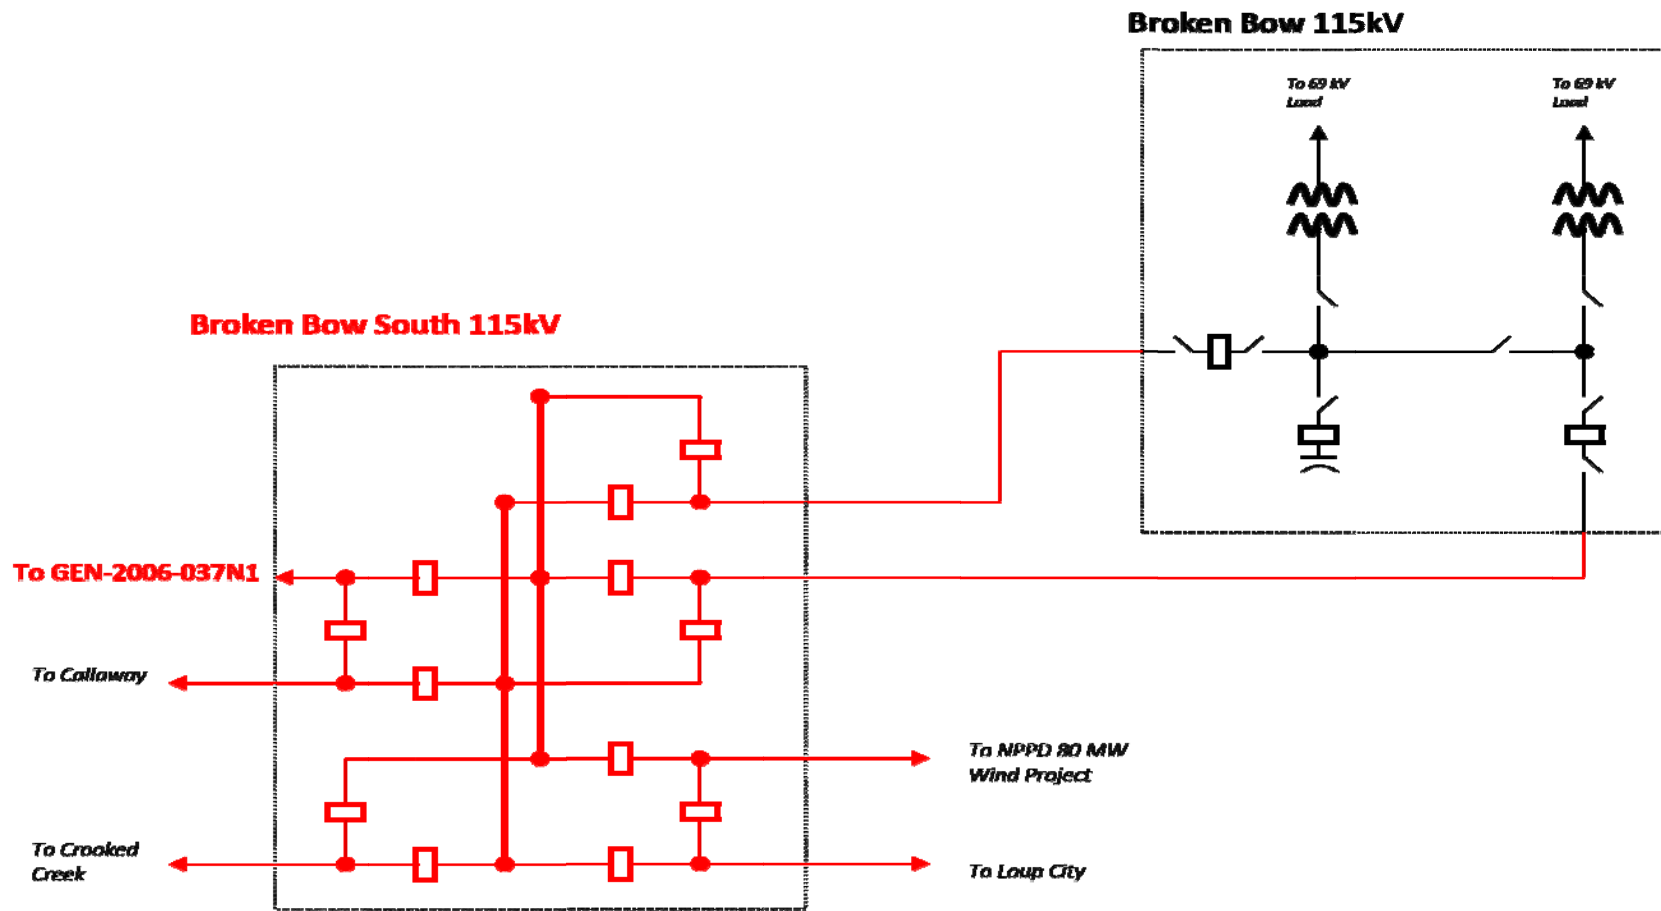 Broken Bow 115kV
To 69 kV
Load
To 69 kV
Load
Broken Bow South 115kV
To GEN-2006-037N1
To Callaway
To NPPD 80 MW
Wind Project
To Crooked
Creek
To Loup City